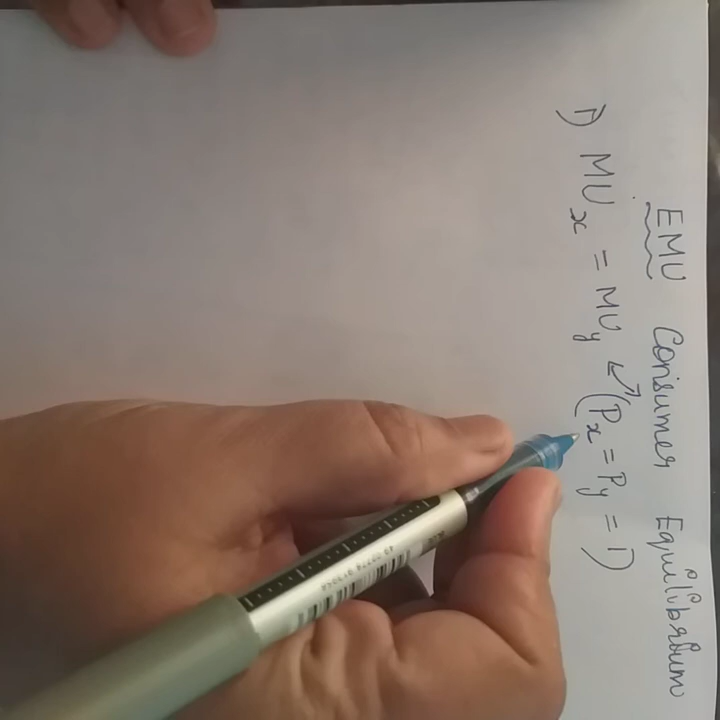 EMU Consumer Equilibrium
1) MUx = MUy ↔ (Px = Py = 1)